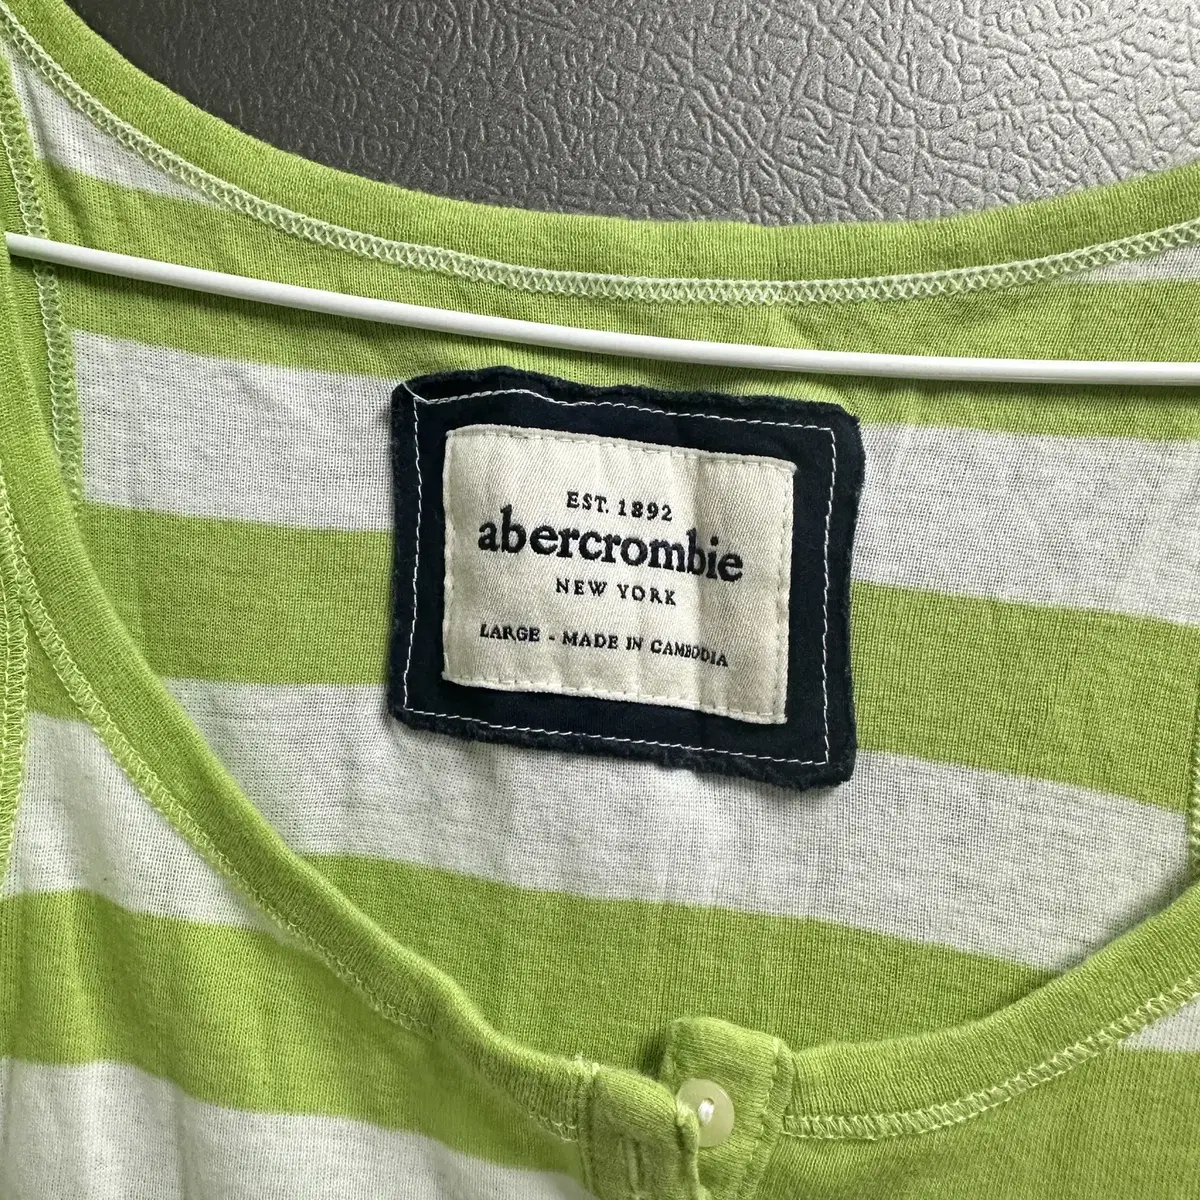 EST. 1892
abercrombie
NEW YORK
LARGE - MADE IN CAMBODIA